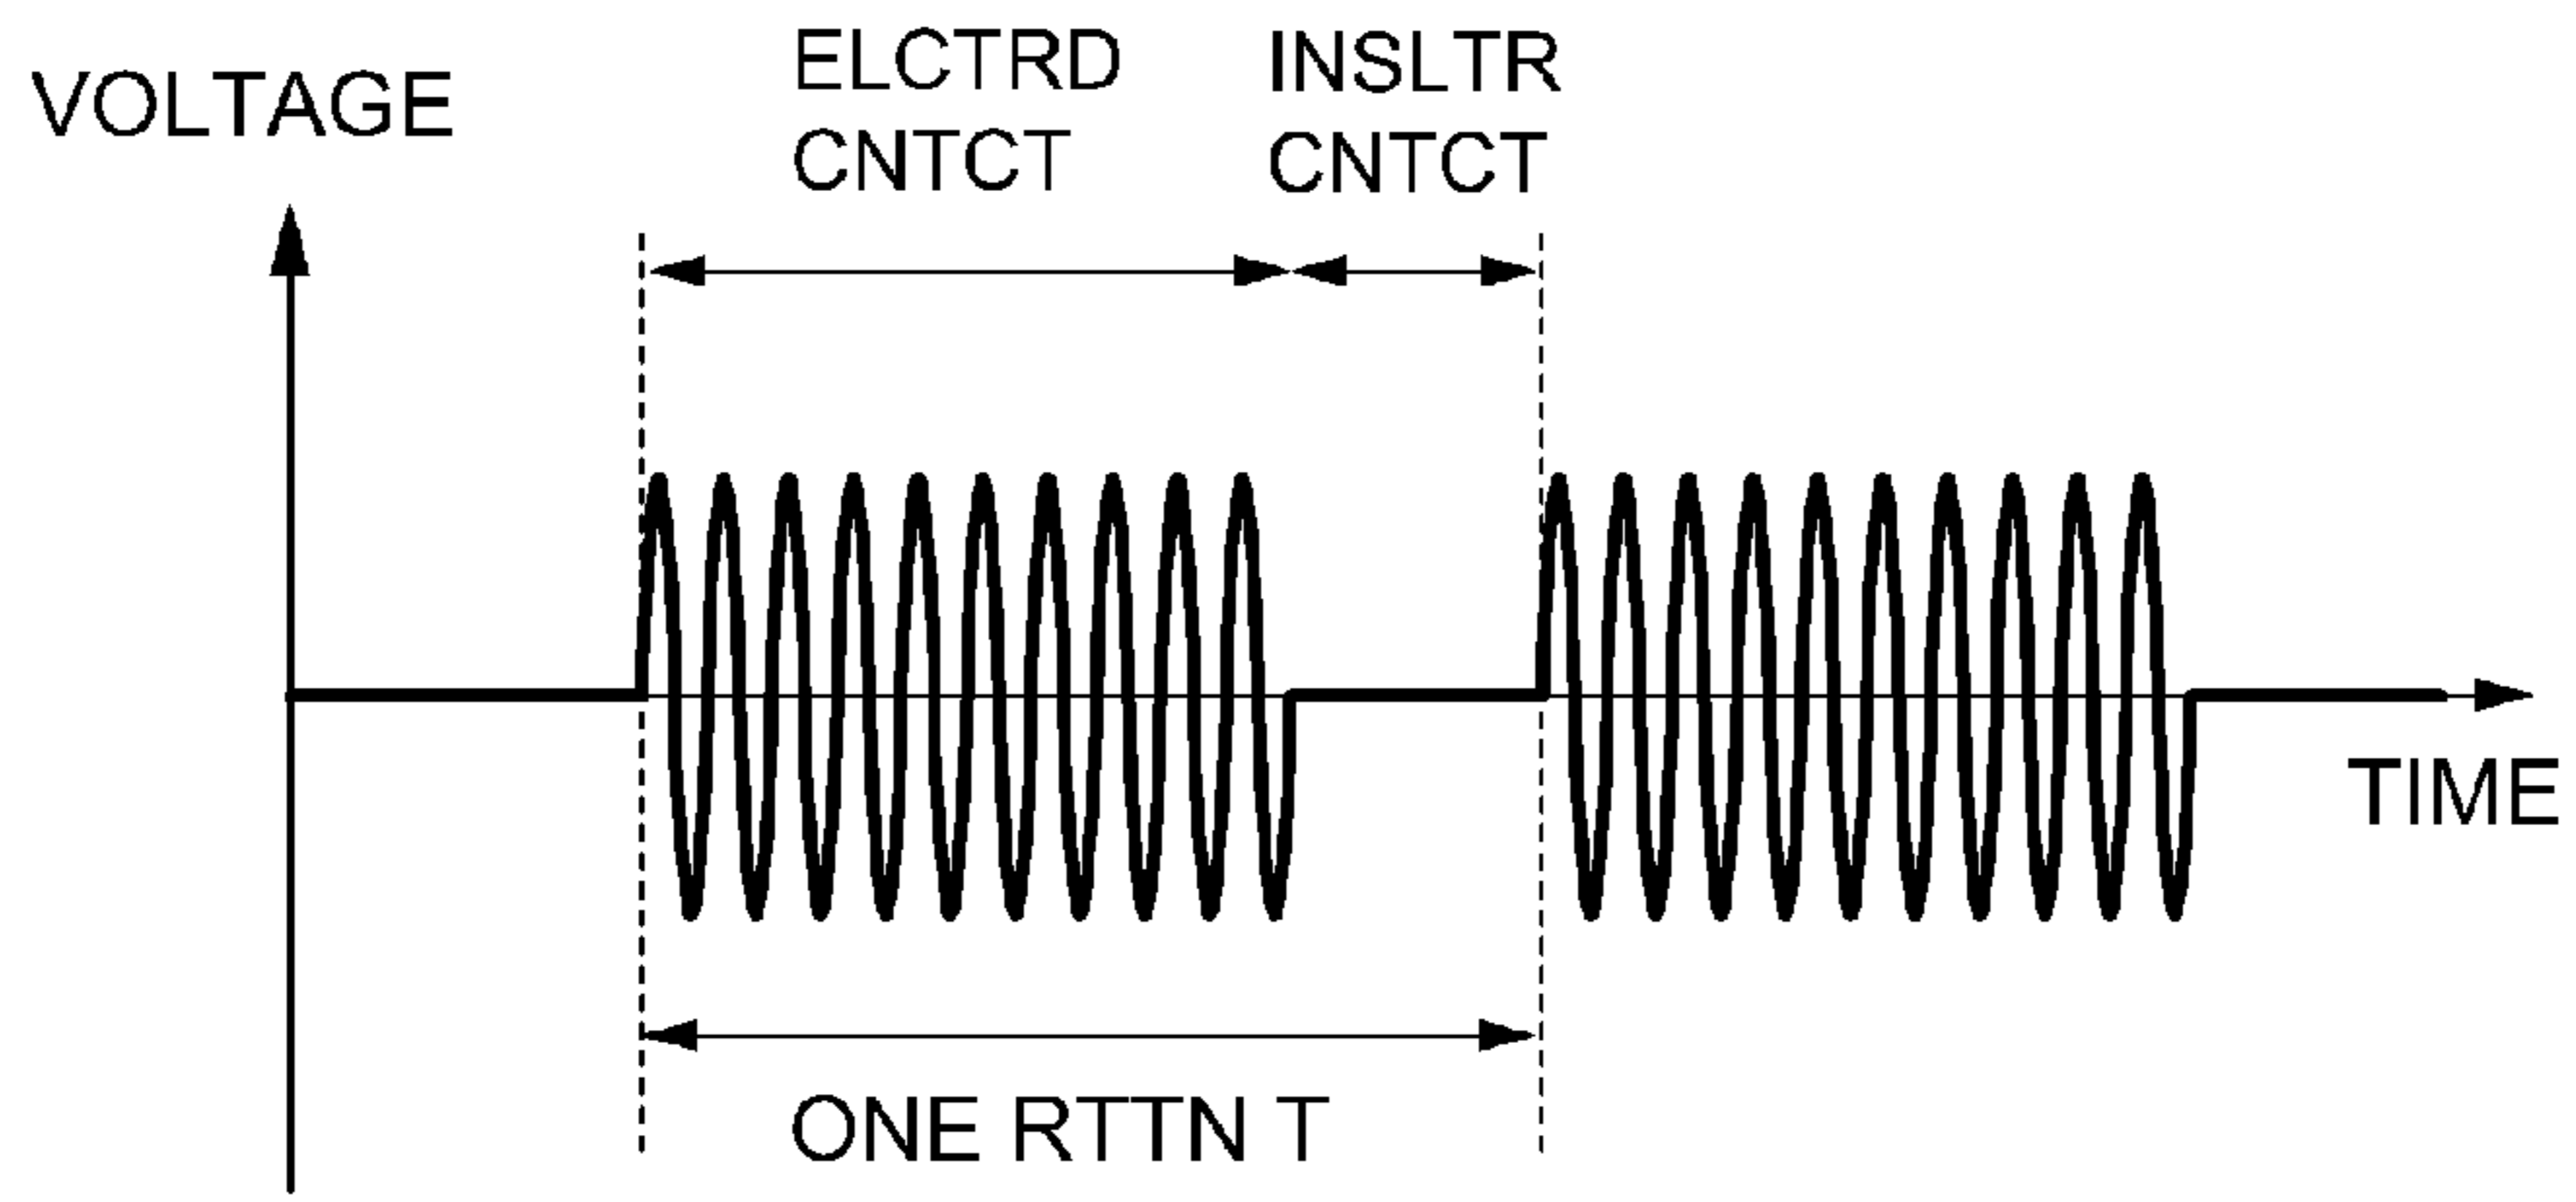 VOLTAGE
ELCTRD
CNTCT
INSLTR
CNTCT
TIME
ONE RTTN T